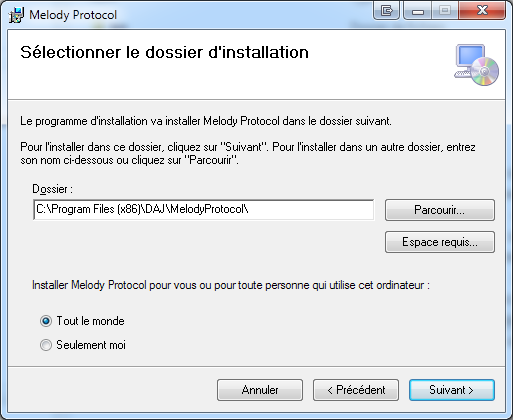 Melody Protocol
Sélectionner le dossier d'installation
Le programme d'installation va installer Melody Protocol dans le dossier suivant.
Pour l'installer dans ce dossier, cliquez sur "Suivant". Pour l'installer dans un autre dossier, entrez
son nom ci-dessous ou cliquez sur "Parcourir".
Dossier :
C:\Program Files (x86)\DAJ\MelodyProtocol\
Parcourir...
Espace requis...
Installer Melody Protocol pour vous ou pour toute personne qui utilise cet ordinateur :
Tout le monde
Seulement moi
Annuler
< Précédent
Suivant >